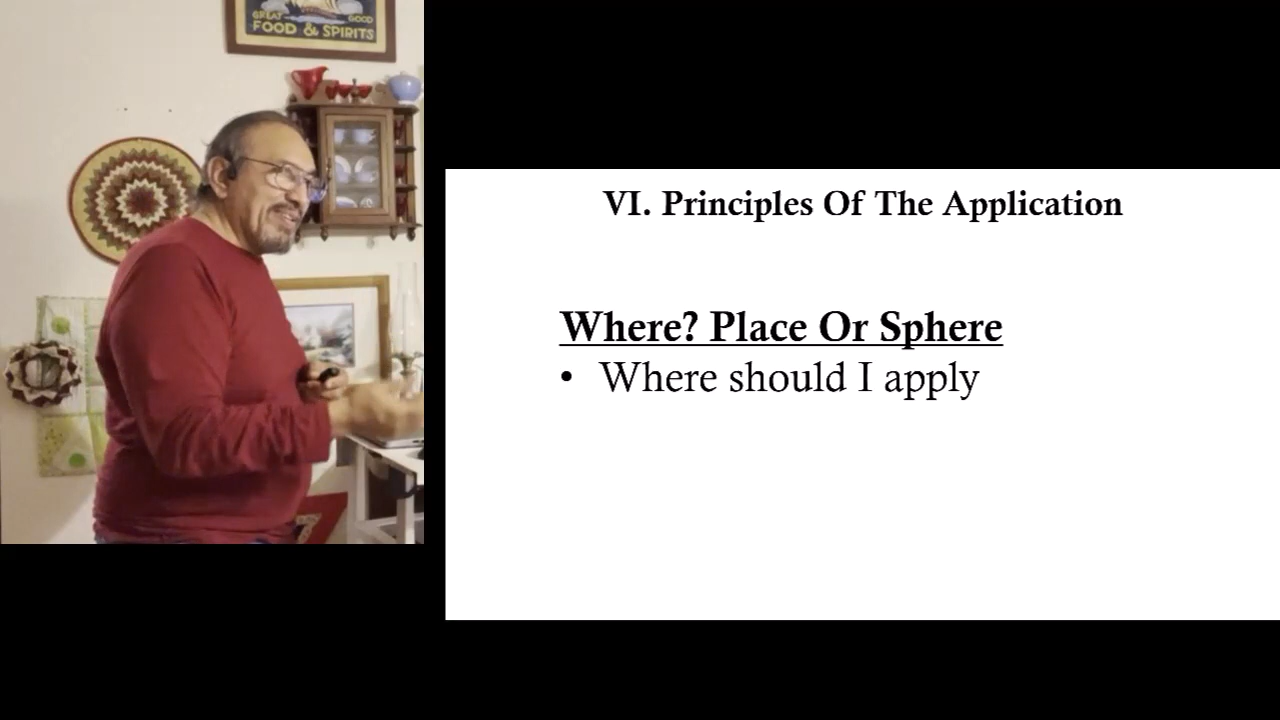 GREAT GOOD
FOOD & SPIRITS
VI. Principles Of The Application
Where? Place Or Sphere
• Where should I apply